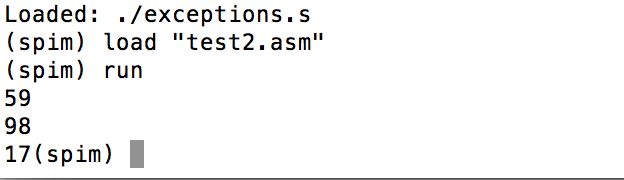 Loaded: ./exceptions.s
(spim) load "test2.asm"
(spim) run
59
98
17(spim)